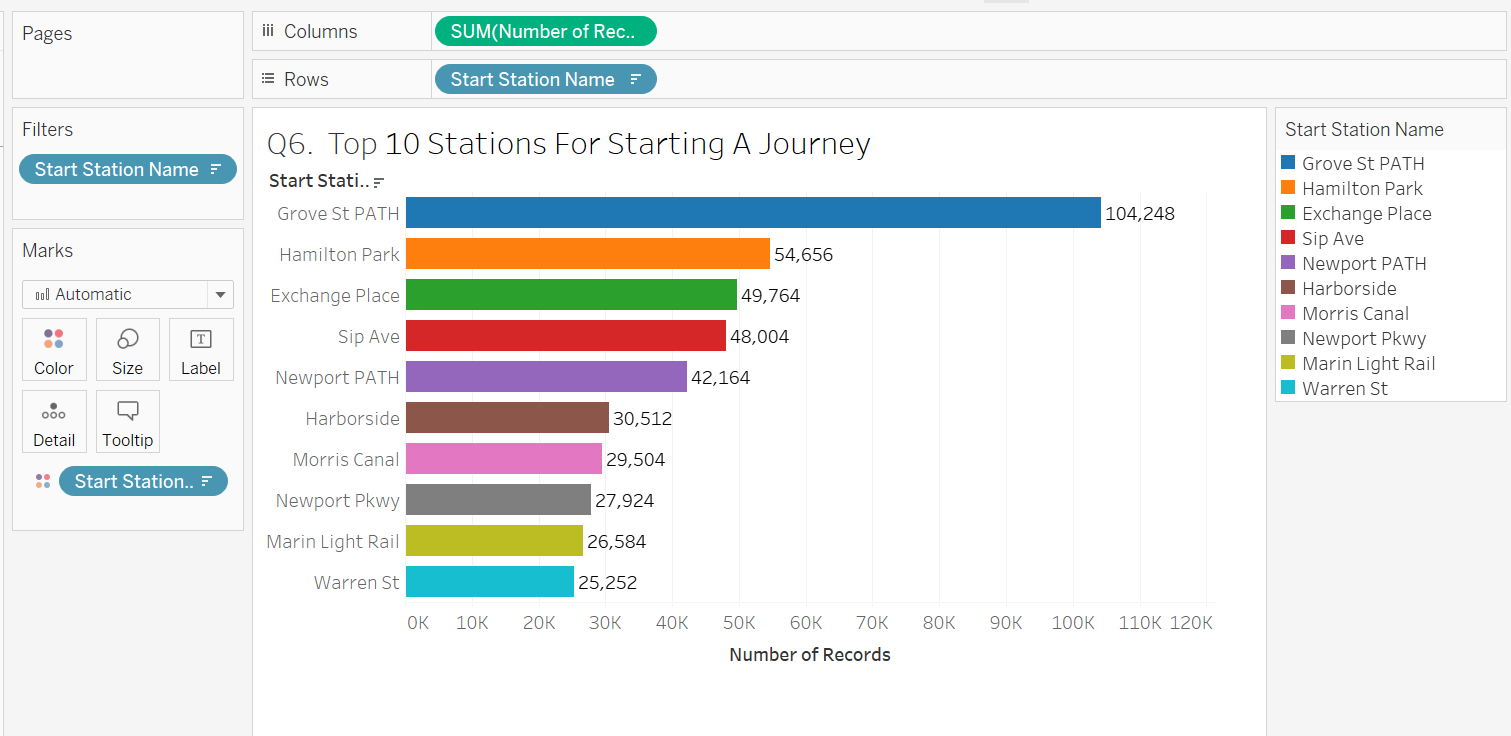 Pages
Filters
Start Station Name
Marks
Automatic
Color Size Label
Detail Tooltip
Start Station..
Columns SUM(Number of Rec..
Rows Start Station Name
Q6.  Top 10 Stations For Starting A Journey
Start Stati..
Grove St PATH 104,248
Hamilton Park 54,656
Exchange Place 49,764
Sip Ave 48,004
Newport PATH 42,164
Harborside 30,512
Morris Canal 29,504
Newport Pkwy 27,924
Marin Light Rail 26,584
Warren St 25,252
0K 10K 20K 30K 40K 50K 60K 70K 80K 90K 100K 110K 120K
Number of Records
Start Station Name
Grove St PATH
Hamilton Park
Exchange Place
Sip Ave
Newport PATH
Harborside
Morris Canal
Newport Pkwy
Marin Light Rail
Warren St